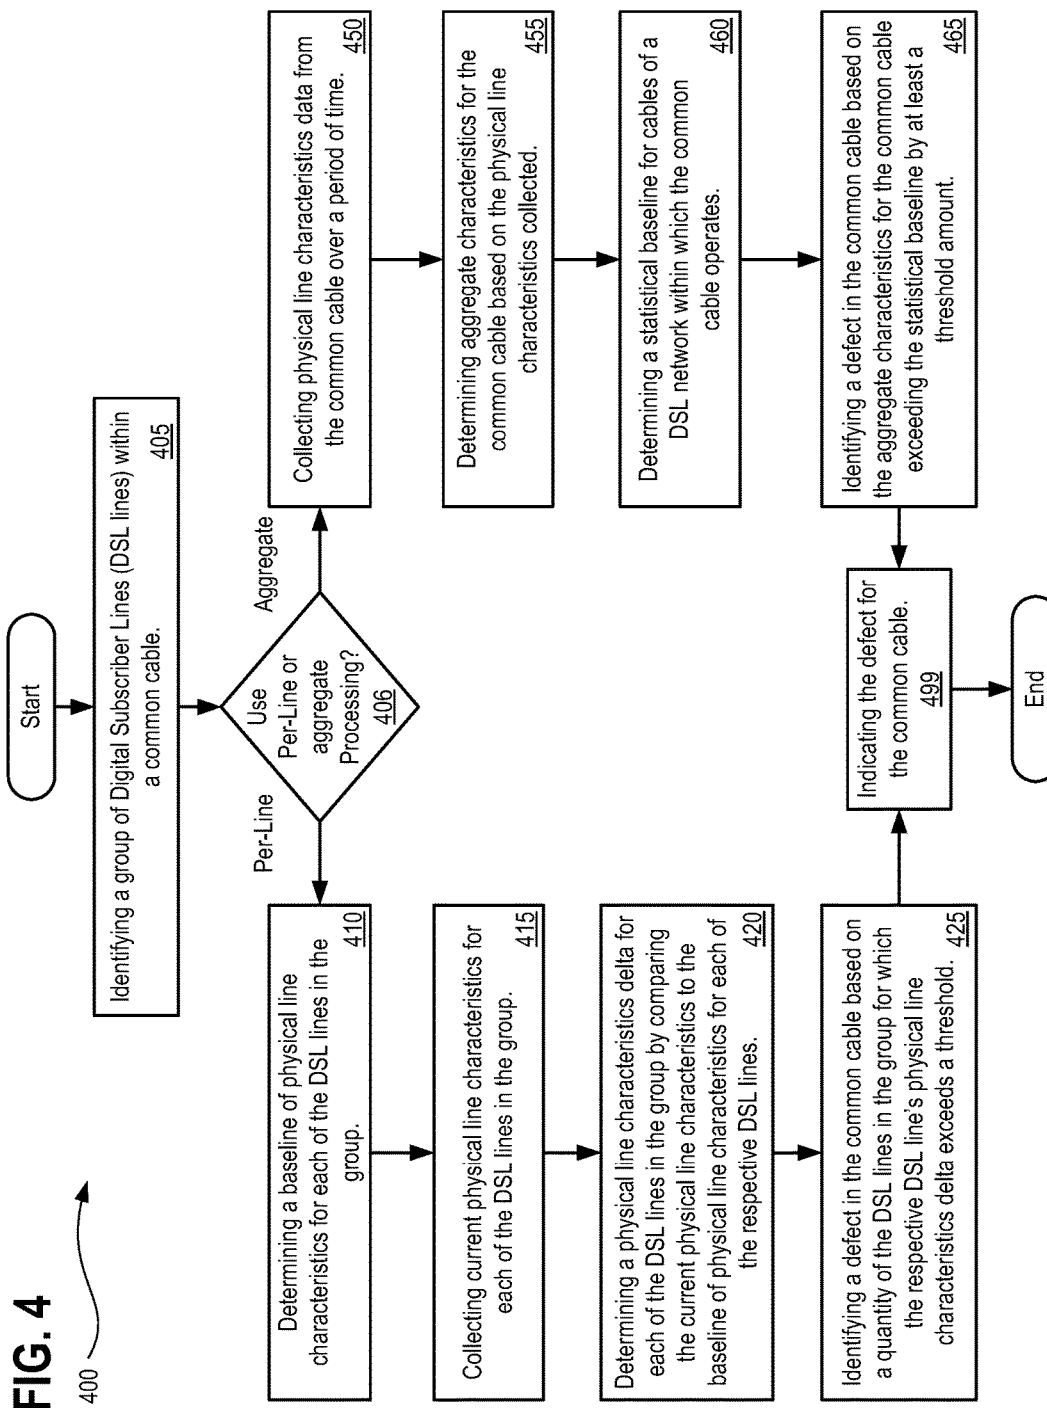 FIG. 4
400
Start
Identifying a group of Digital Subscriber Lines (DSL lines) within
a common cable.
405
Use
Per-Line or
aggregate
Processing?
406
Per-Line
Aggregate
Determining a baseline of physical line
characteristics for each of the DSL lines in the
group.
410
Collecting current physical line characteristics for
each of the DSL lines in the group.
415
Determining a physical line characteristics delta for
each of the DSL lines in the group by comparing
the current physical line characteristics to the
baseline of physical line characteristics for each of
the respective DSL lines.
420
Identifying a defect in the common cable based on
a quantity of the DSL lines in the group for which
the respective DSL line's physical line
characteristics delta exceeds a threshold.
425
Collecting physical line characteristics data from
the common cable over a period of time.
450
Determining aggregate characteristics for the
common cable based on the physical line
characteristics collected.
455
Determining a statistical baseline for cables of a
DSL network within which the common
cable operates.
460
Identifying a defect in the common cable based on
the aggregate characteristics for the common cable
exceeding the statistical baseline by at least a
threshold amount.
465
Indicating the defect for
the common cable.
499
End